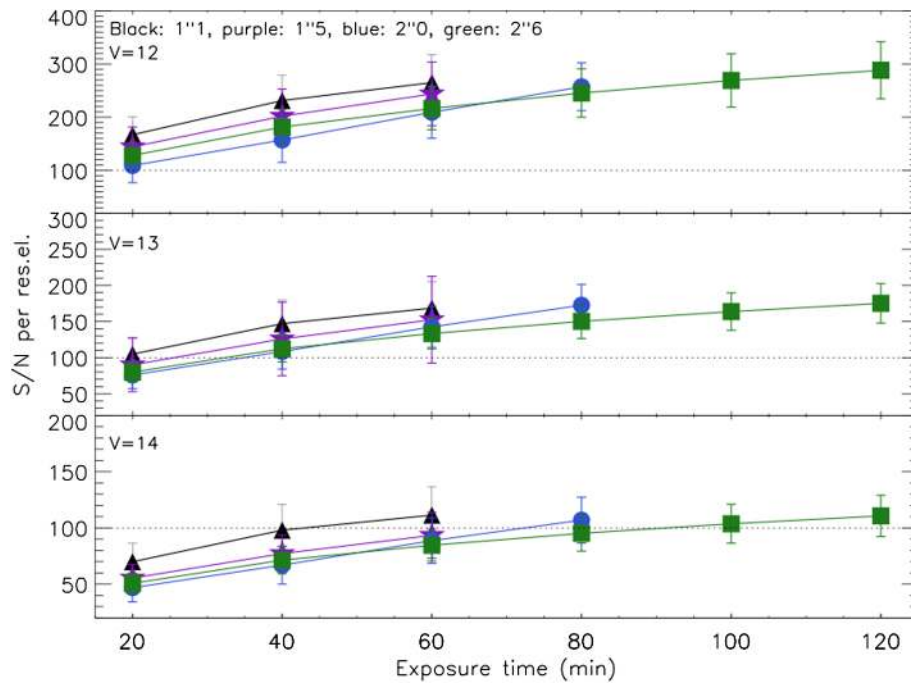 Black: 1"1, purple: 1"5, blue: 2"0, green: 2"6
V=12
400
300
200
100
V=13
300
250
200
150
100
50
S/N per res.el.
V=14
200
150
100
50
20 40 60 80 100 120
Exposure time (min)